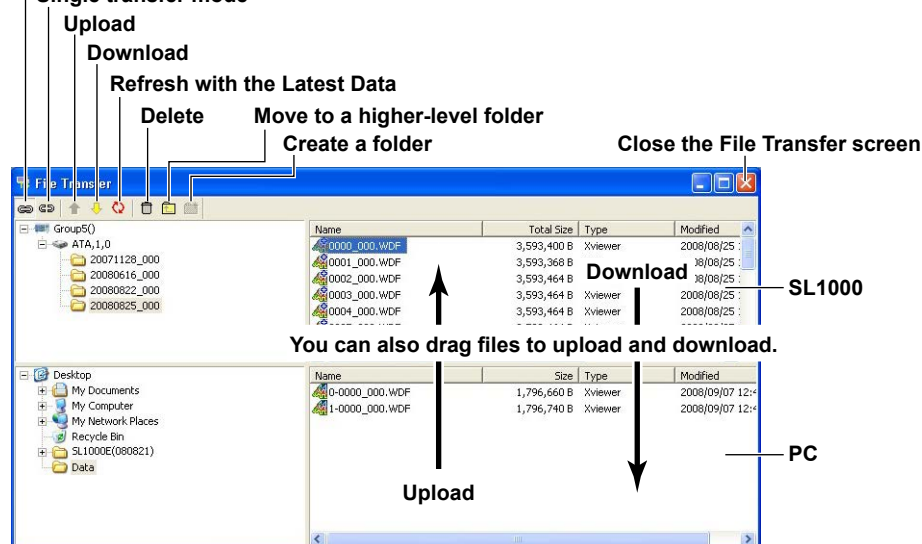 Single transfer mode
Upload
Download
Refresh with the Latest Data
Delete
Move to a higher-level folder
Create a folder
Close the File Transfer screen
File Transfer
Group5()
ATA,1,0
20071128_000
20080616_000
20080822_000
20080825_000
Name Total Size Type Modified
0000_000.WDF 3,593,400 B Xviewer 2008/08/25
0001_000.WDF 3,593,368 B 08/25
0002_000.WDF 3,593,464 B 08/25
0003_000.WDF 3,593,464 B 08/25
0004_000.WDF 3,593,464 B Xviewer 2008/08/25
Download
SL1000
You can also drag files to upload and download.
Desktop
My Documents
My Computer
My Network Places
Recycle Bin
SL1000E(080821)
Data
Name Size Type Modified
0-0000_000.WDF 1,796,660 B Xviewer 2008/09/07 12:4
1-0000_000.WDF 1,796,740 B Xviewer 2008/09/07 12:4
PC
Upload